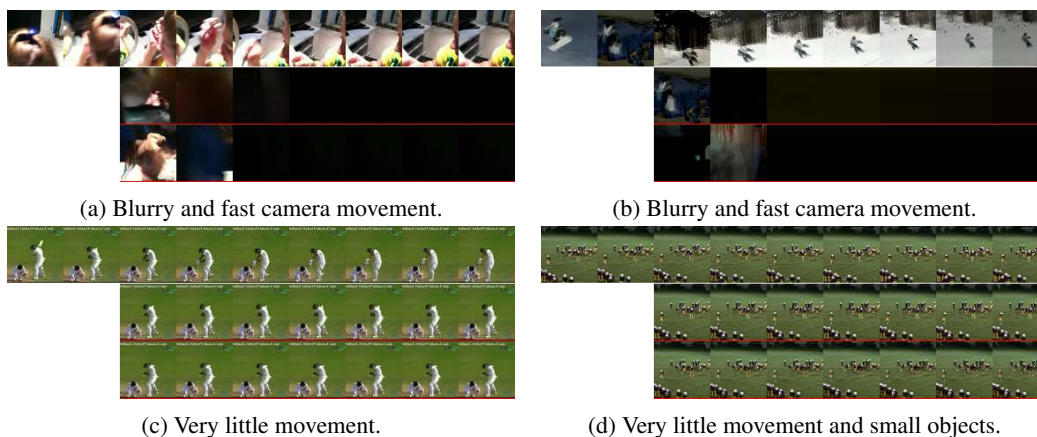 (a) Blurry and fast camera movement.
(b) Blurry and fast camera movement.
(c) Very little movement.
(d) Very little movement and small objects.